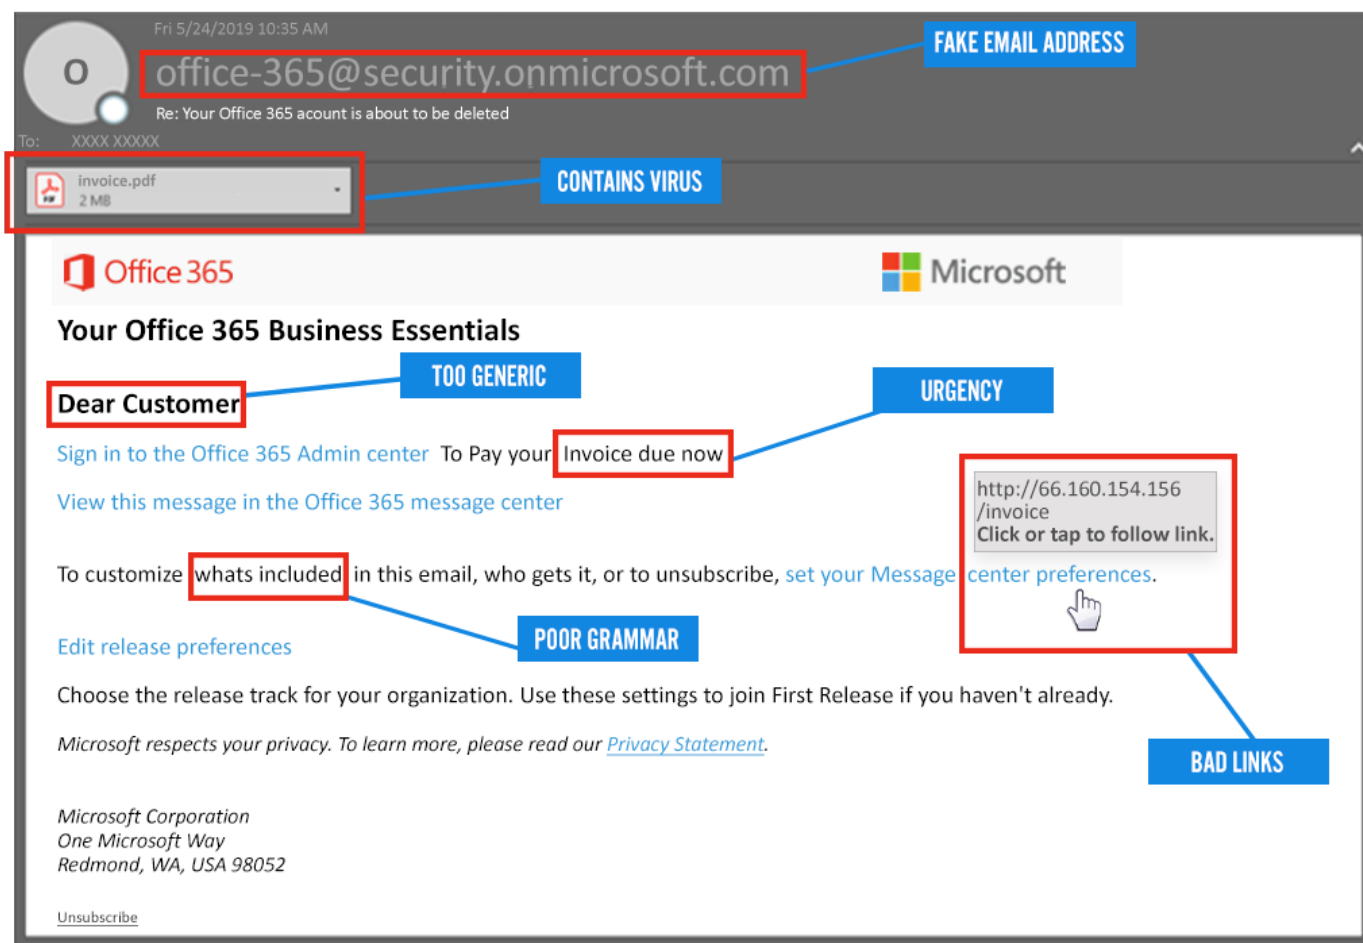 Fri 5/24/2019 10:35 AM
FAKE EMAIL ADDRESS
O
office-365@security.onmicrosoft.com
Re: Your Office 365 acount is about to be deleted
To: XXXX XXXXX
invoice.pdf
2 MB
CONTAINS VIRUS
Office 365
Microsoft
Your Office 365 Business Essentials
TOO GENERIC
URGENCY
Dear Customer
Sign in to the Office 365 Admin center To Pay your Invoice due now
View this message in the Office 365 message center
http://66.160.154.156
/invoice
Click or tap to follow link.
To customize whats included in this email, who gets it, or to unsubscribe, set your Message center preferences.
POOR GRAMMAR
Edit release preferences
Choose the release track for your organization. Use these settings to join First Release if you haven't already.
Microsoft respects your privacy. To learn more, please read our Privacy Statement.
BAD LINKS
Microsoft Corporation
One Microsoft Way
Redmond, WA, USA 98052
Unsubscribe